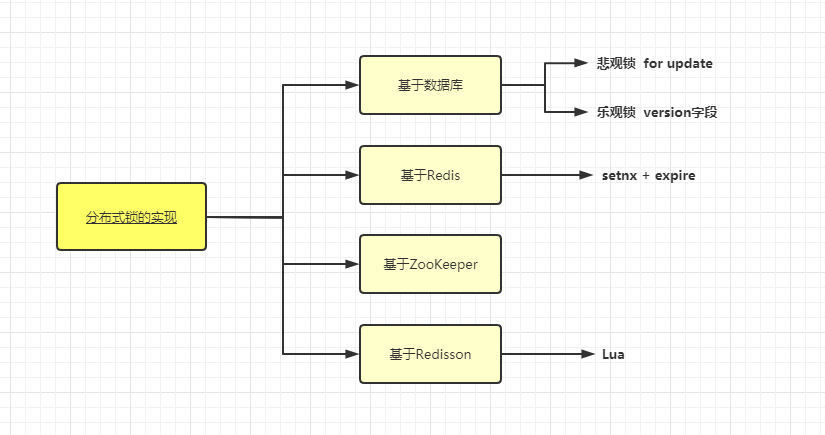 分布式锁的实现
基于数据库
悲观锁 for update
乐观锁 version字段
基于Redis
setnx + expire
基于ZooKeeper
基于Redisson
Lua